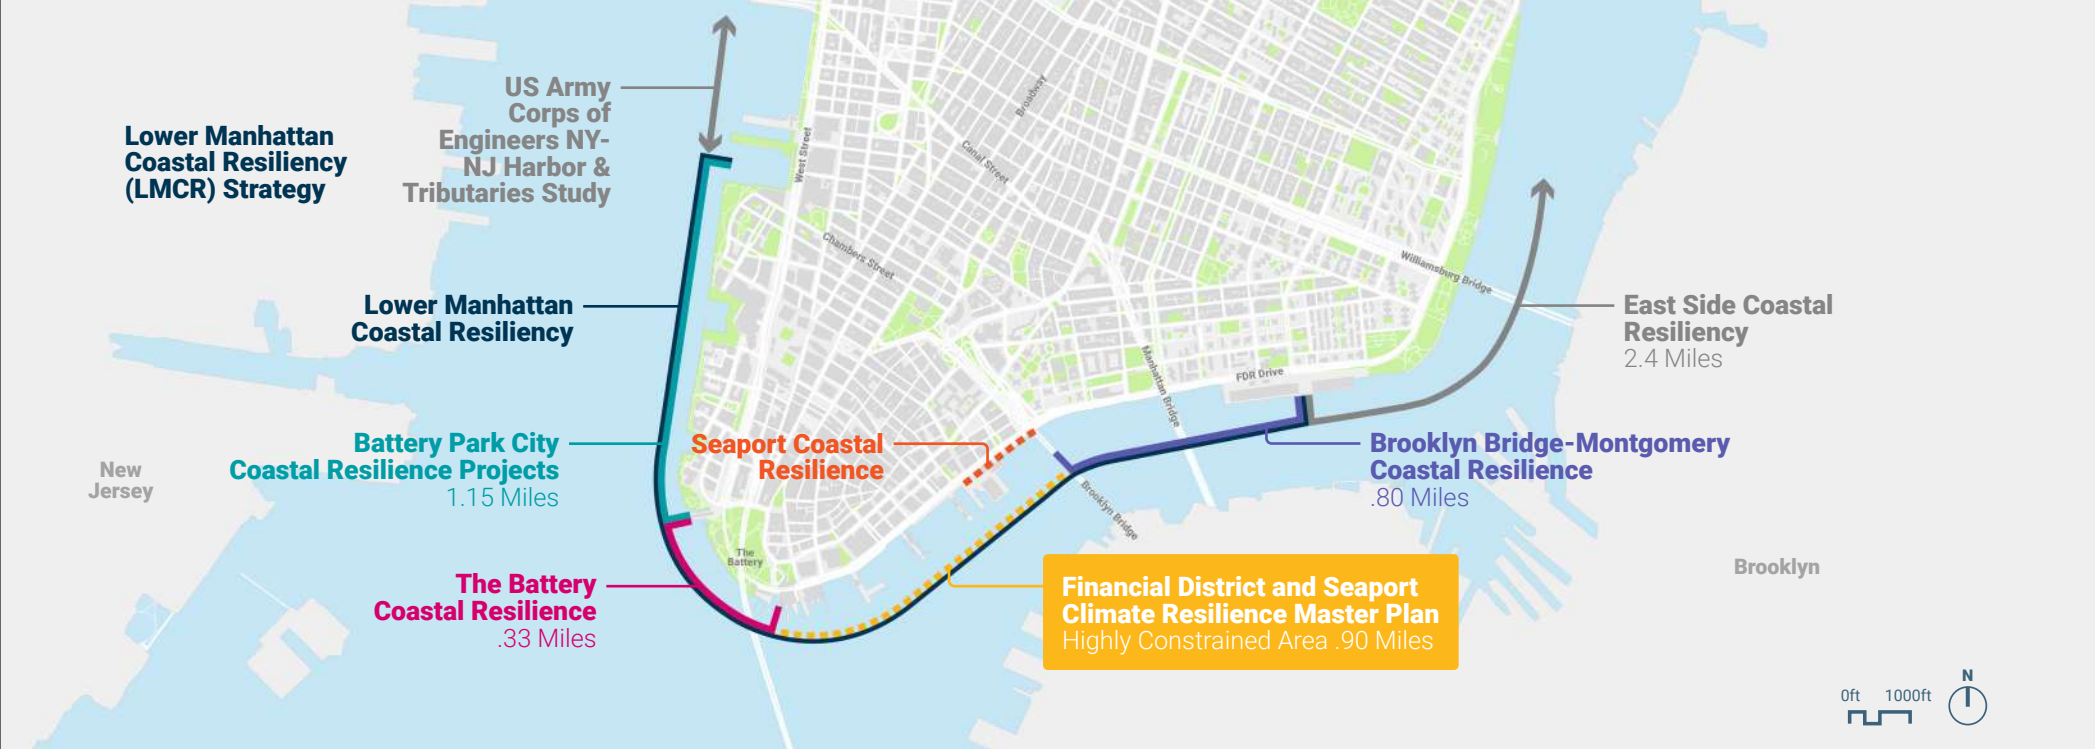 Lower Manhattan
Coastal Resiliency
(LMCR) Strategy
US Army
Corps of
Engineers NY-
NJ Harbor &
Tributaries Study
Broadway
West Street
Canal Street
Chambers Street
Williamsburg Bridge
Lower Manhattan
Coastal Resiliency
East Side Coastal
Resiliency
2.4 Miles
Manhattan Bridge
FDR Drive
Battery Park City
Coastal Resilience Projects
1.15 Miles
Seaport Coastal
Resilience
Brooklyn Bridge-Montgomery
Coastal Resilience
.80 Miles
New
Jersey
Brooklyn Bridge
The
Battery
The Battery
Coastal Resilience
.33 Miles
Financial District and Seaport
Climate Resilience Master Plan
Highly Constrained Area .90 Miles
Brooklyn
0ft 1000ft
N